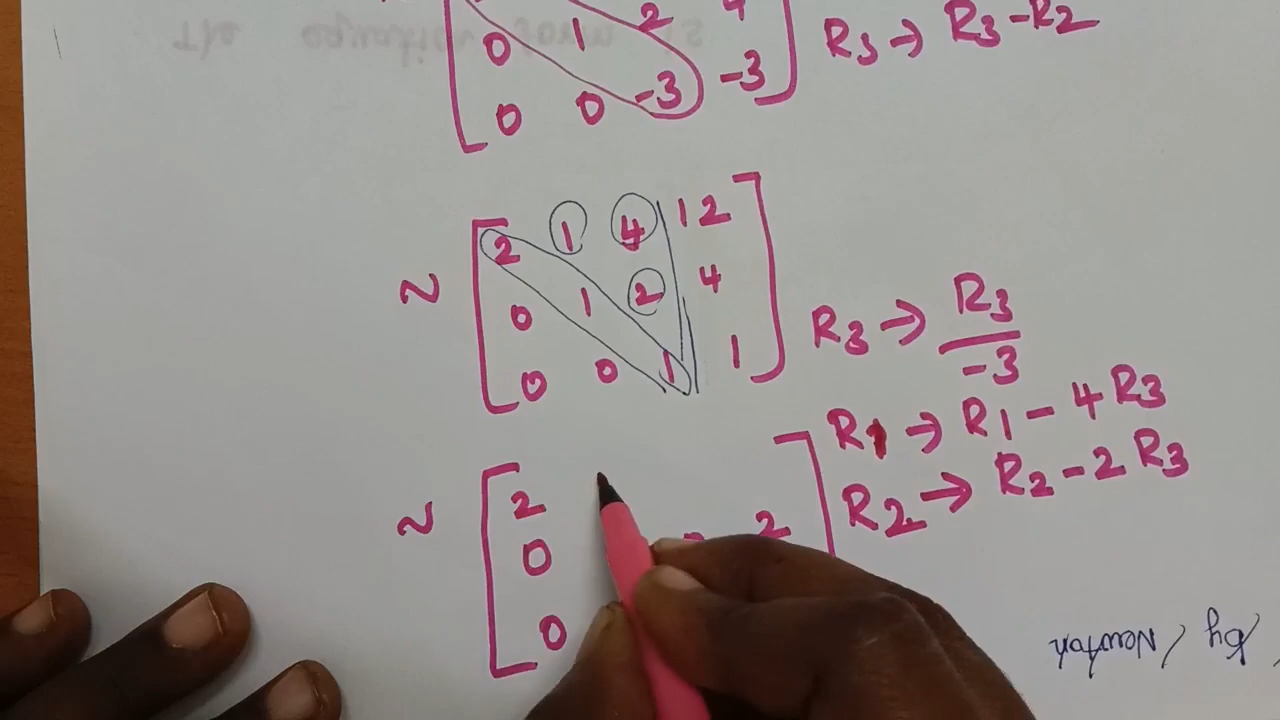 2 4
0 1 R3 → R3 - R2
0 0 -3 -3
~ 2 1 4 12
0 1 2 4
0 0 1 1 R3 → R3 / -3
R1 → R1 - 4R3
~ 2 R2 → R2 - 2R3
0 2
0
By Newton
The equation